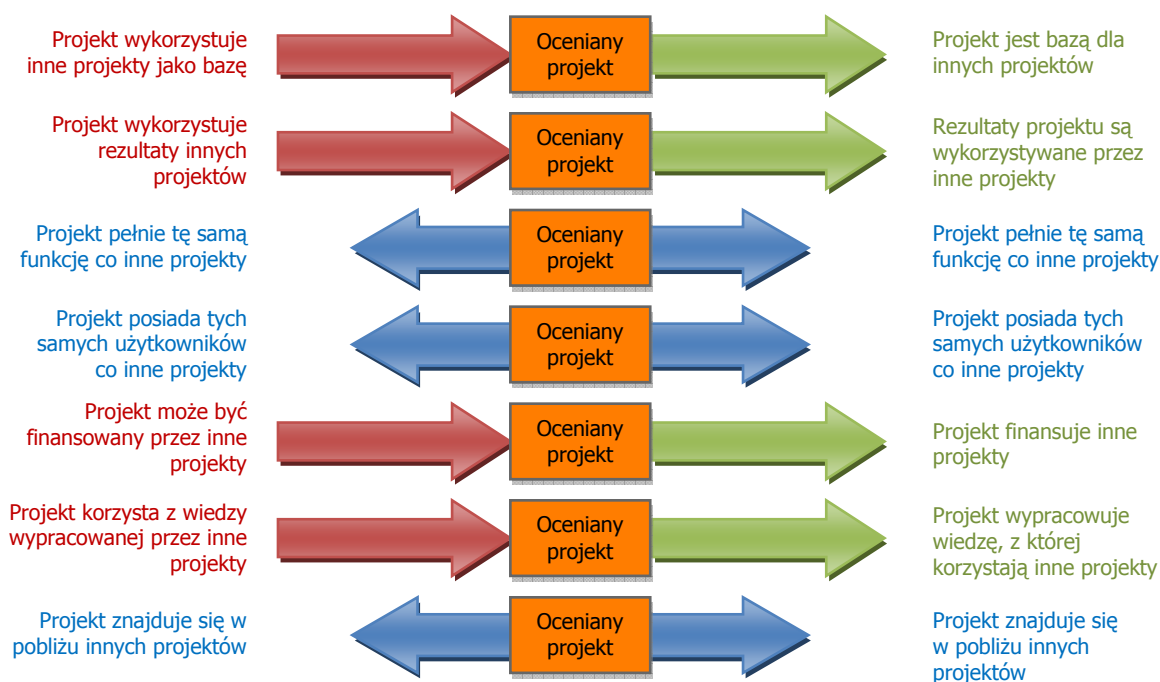 Projekt wykorzystuje
inne projekty jako bazę
Oceniany
projekt
Projekt jest bazą dla
innych projektów
Projekt wykorzystuje
rezultaty innych
projektów
Oceniany
projekt
Rezultaty projektu są
wykorzystywane przez
inne projekty
Projekt pełnie tę samą
funkcję co inne projekty
Oceniany
projekt
Projekt pełnie tę samą
funkcję co inne projekty
Projekt posiada tych
samych użytkowników
co inne projekty
Oceniany
projekt
Projekt posiada tych
samych użytkowników
co inne projekty
Projekt może być
finansowany przez inne
projekty
Oceniany
projekt
Projekt finansuje inne
projekty
Projekt korzysta z wiedzy
wypracowanej przez inne
projekty
Oceniany
projekt
Projekt wypracowuje
wiedzę, z której
korzystają inne projekty
Projekt znajduje się w
pobliżu innych projektów
Oceniany
projekt
Projekt znajduje się
w pobliżu innych
projektów